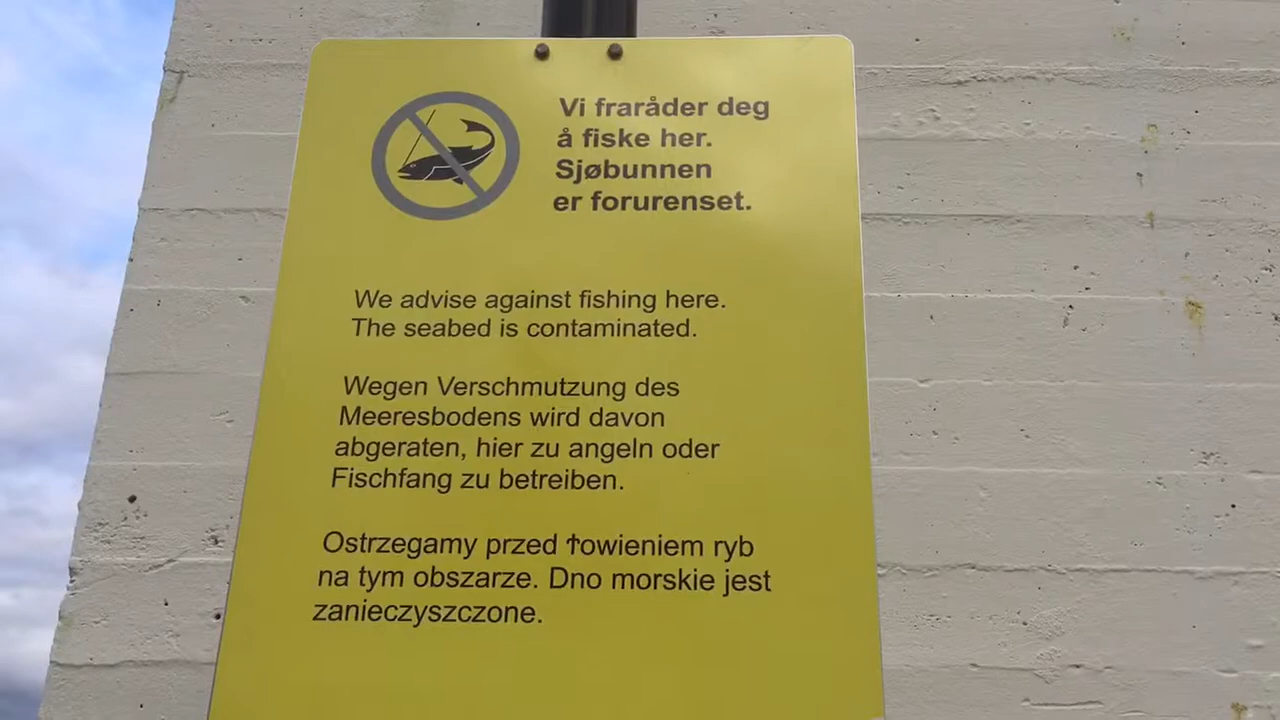 Vi fraråder deg
å fiske her.
Sjøbunnen
er forurenset.
We advise against fishing here.
The seabed is contaminated.
Wegen Verschmutzung des
Meeresbodens wird davon
abgeraten, hier zu angeln oder
Fischfang zu betreiben.
Ostrzegamy przed łowieniem ryb
na tym obszarze. Dno morskie jest
zanieczyszczone.